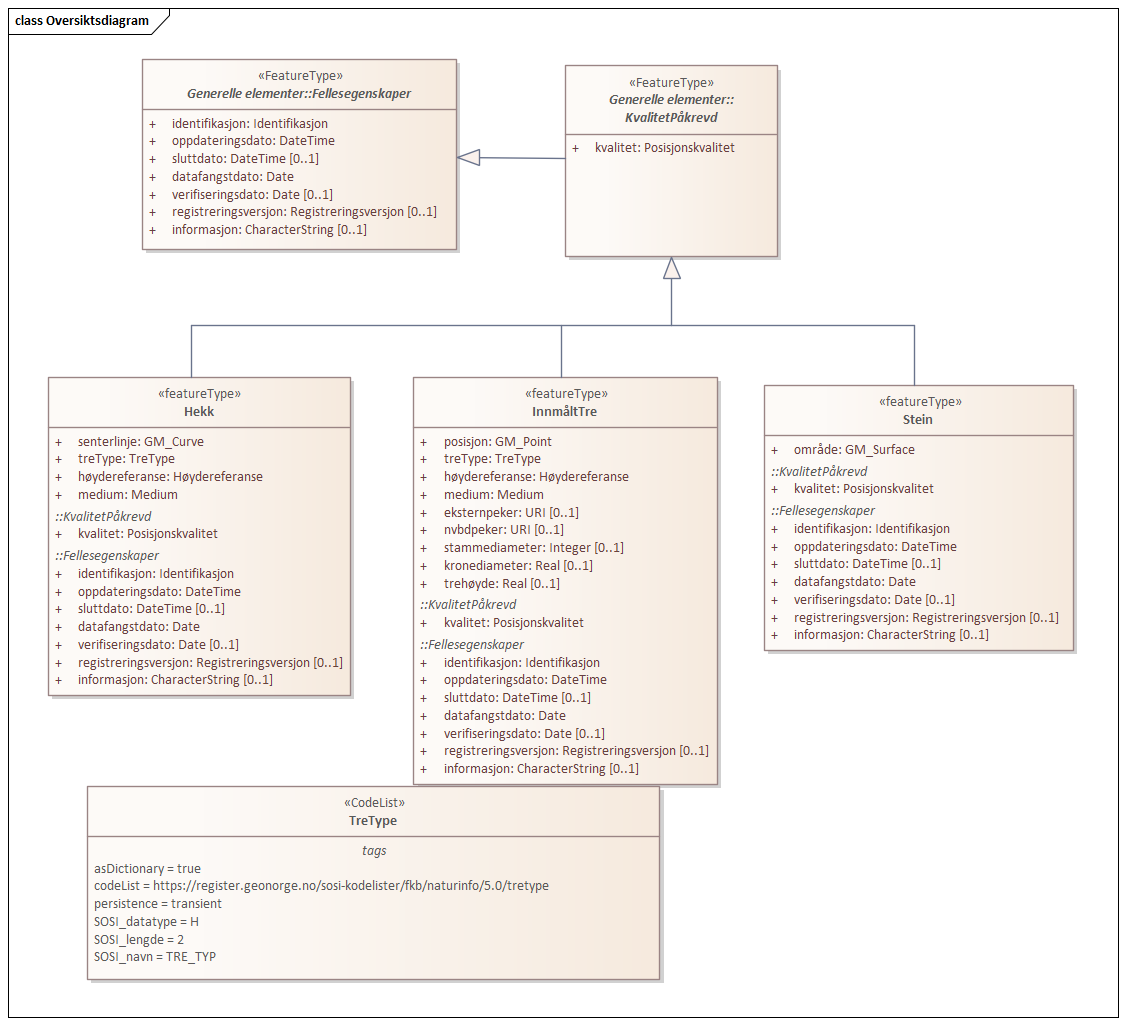 class Oversiktsdiagram
«FeatureType»
Generelle elementer::Fellesegenskaper
+ identifikasjon: Identifikasjon
+ oppdateringsdato: DateTime
+ sluttdato: DateTime [0..1]
+ datafangstdato: Date
+ verifiseringsdato: Date [0..1]
+ registreringsversjon: Registreringsversjon [0..1]
+ informasjon: CharacterString [0..1]
«FeatureType»
Generelle elementer::
KvalitetPåkrevd
+ kvalitet: Posisjonskvalitet
«featureType»
Hekk
+ senterlinje: GM_Curve
+ treType: TreType
+ høydereferanse: Høydereferanse
+ medium: Medium
::KvalitetPåkrevd
+ kvalitet: Posisjonskvalitet
::Fellesegenskaper
+ identifikasjon: Identifikasjon
+ oppdateringsdato: DateTime
+ sluttdato: DateTime [0..1]
+ datafangstdato: Date
+ verifiseringsdato: Date [0..1]
+ registreringsversjon: Registreringsversjon [0..1]
+ informasjon: CharacterString [0..1]
«featureType»
InnmåltTre
+ posisjon: GM_Point
+ treType: TreType
+ høydereferanse: Høydereferanse
+ medium: Medium
+ eksternpeker: URI [0..1]
+ nvbdpeker: URI [0..1]
+ stammediameter: Integer [0..1]
+ kronediameter: Real [0..1]
+ trehøyde: Real [0..1]
::KvalitetPåkrevd
+ kvalitet: Posisjonskvalitet
::Fellesegenskaper
+ identifikasjon: Identifikasjon
+ oppdateringsdato: DateTime
+ sluttdato: DateTime [0..1]
+ datafangstdato: Date
+ verifiseringsdato: Date [0..1]
+ registreringsversjon: Registreringsversjon [0..1]
+ informasjon: CharacterString [0..1]
«featureType»
Stein
+ område: GM_Surface
::KvalitetPåkrevd
+ kvalitet: Posisjonskvalitet
::Fellesegenskaper
+ identifikasjon: Identifikasjon
+ oppdateringsdato: DateTime
+ sluttdato: DateTime [0..1]
+ datafangstdato: Date
+ verifiseringsdato: Date [0..1]
+ registreringsversjon: Registreringsversjon [0..1]
+ informasjon: CharacterString [0..1]
«CodeList»
TreType
tags
asDictionary = true
codeList = https://register.geonorge.no/sosi-kodelister/fkb/naturinfo/5.0/tretype
persistence = transient
SOSI_datatype = H
SOSI_lengde = 2
SOSI_navn = TRE_TYP